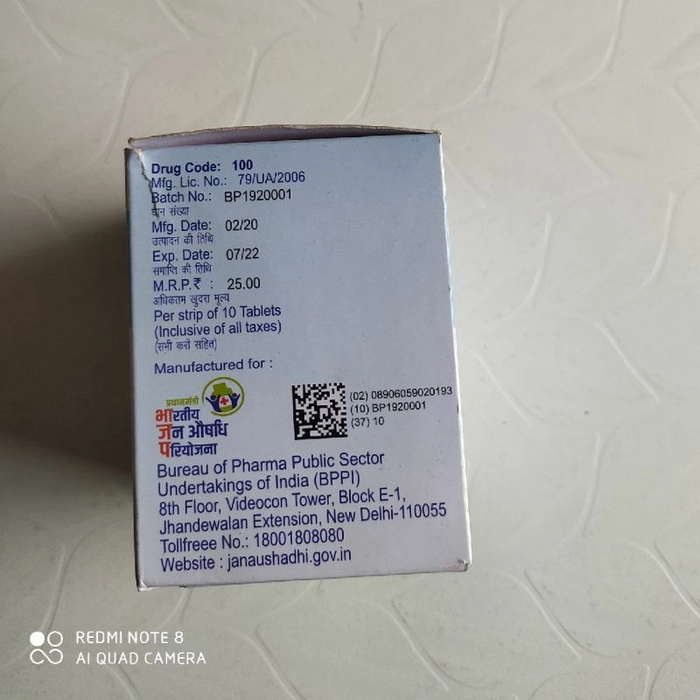 Drug Code: 100
Mfg. Lic. No.: 79/UA/2006
Batch No.: BP1920001
घान संख्या
Mfg. Date: 02/20
उत्पादन की तिथि
Exp. Date: 07/22
समाप्ति की तिथि
M.R.P.₹ : 25.00
अधिकतम खुदरा मूल्य
Per strip of 10 Tablets
(Inclusive of all taxes)
(सभी करों सहित)
Manufactured for :
प्रधानमंत्री
भारतीय
जन औषधि
परियोजना
(02) 08906059020193
(10) BP1920001
(37) 10
Bureau of Pharma Public Sector
Undertakings of India (BPPI)
8th Floor, Videocon Tower, Block E-1,
Jhandewalan Extension, New Delhi-110055
Tollfreee No.: 18001808080
Website : janaushadhi.gov.in
REDMI NOTE 8
AI QUAD CAMERA